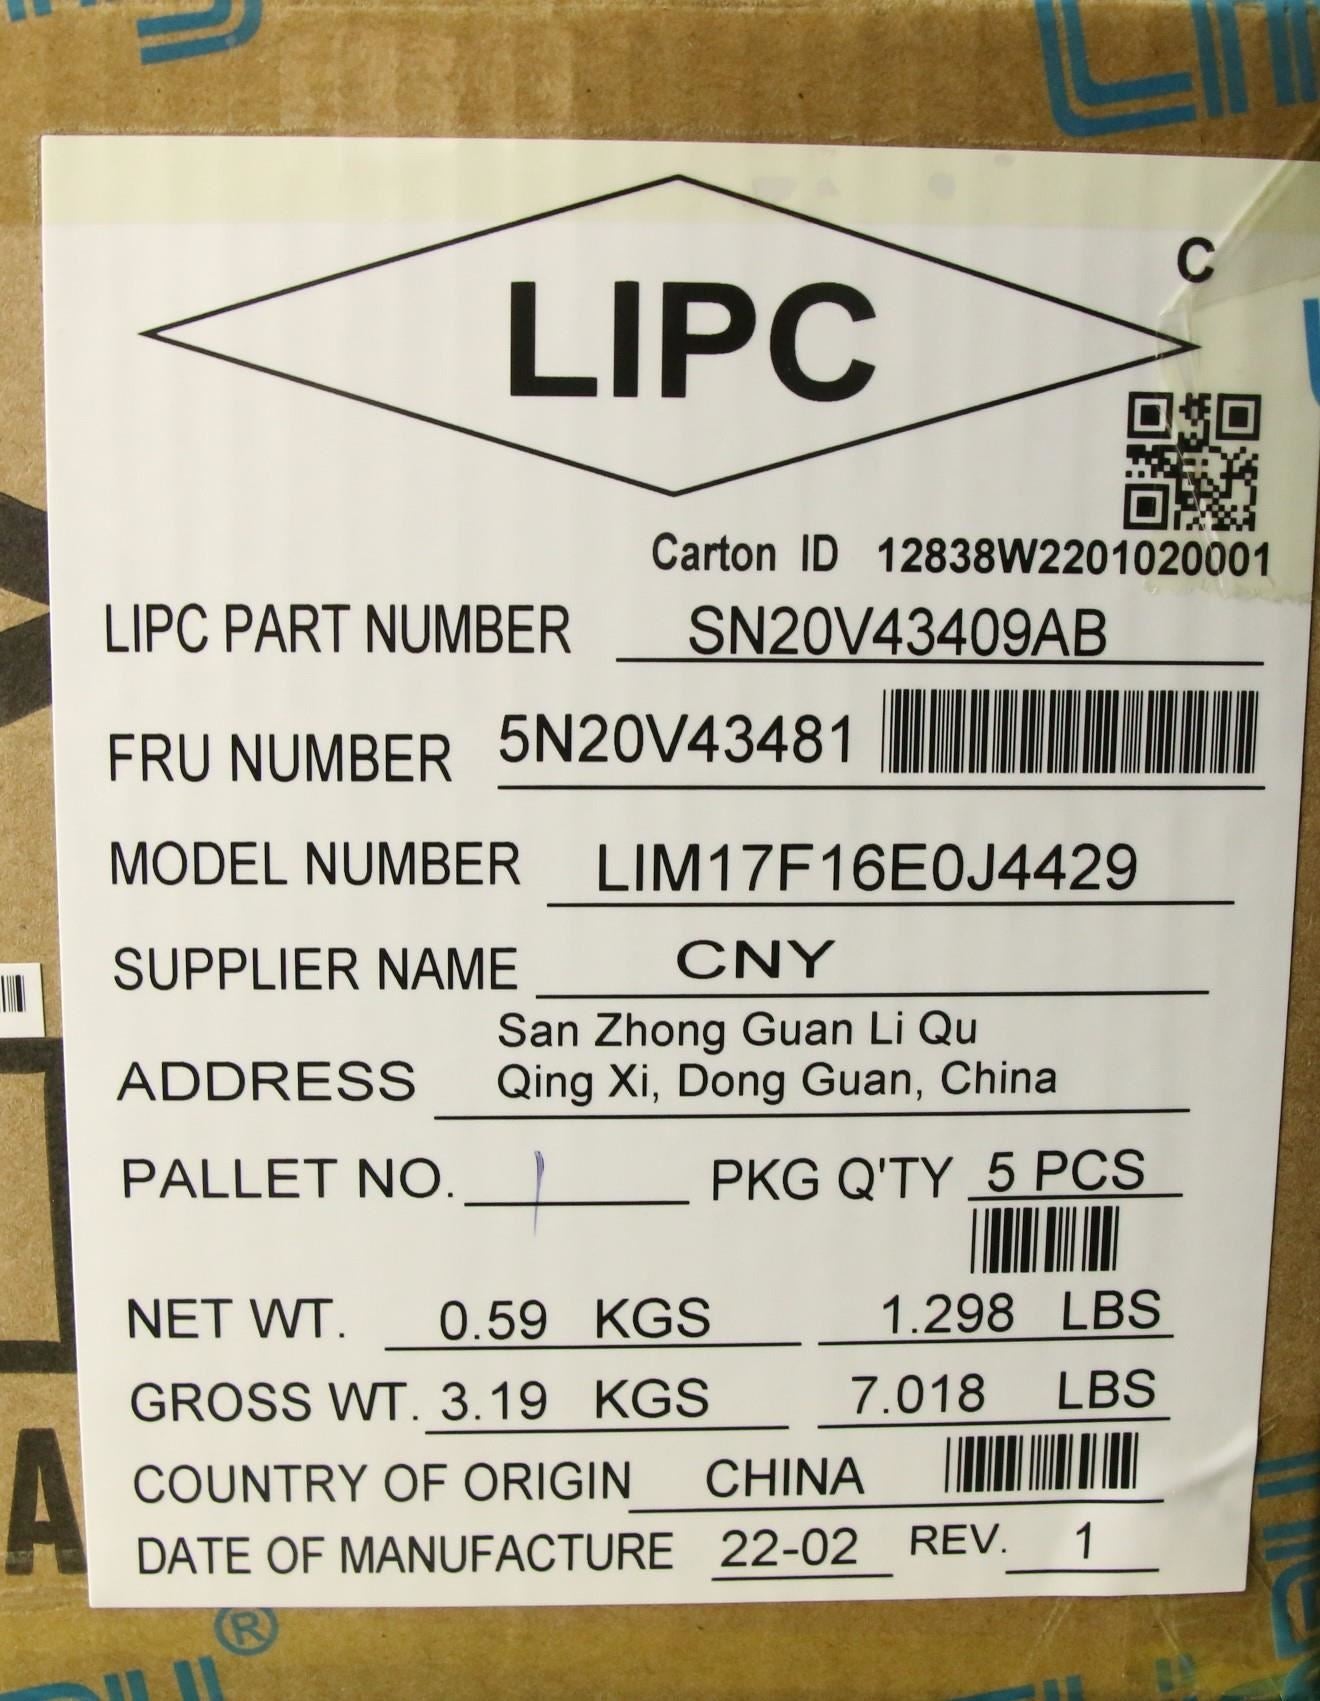 LIPC
C
Carton ID 12838W2201020001
LIPC PART NUMBER SN20V43409AB
FRU NUMBER 5N20V43481
MODEL NUMBER LIM17F16E0J4429
SUPPLIER NAME CNY
San Zhong Guan Li Qu
ADDRESS Qing Xi, Dong Guan, China
PALLET NO. 1 PKG Q'TY 5 PCS
NET WT. 0.59 KGS 1.298 LBS
GROSS WT. 3.19 KGS 7.018 LBS
COUNTRY OF ORIGIN CHINA
DATE OF MANUFACTURE 22-02 REV. 1
A
®